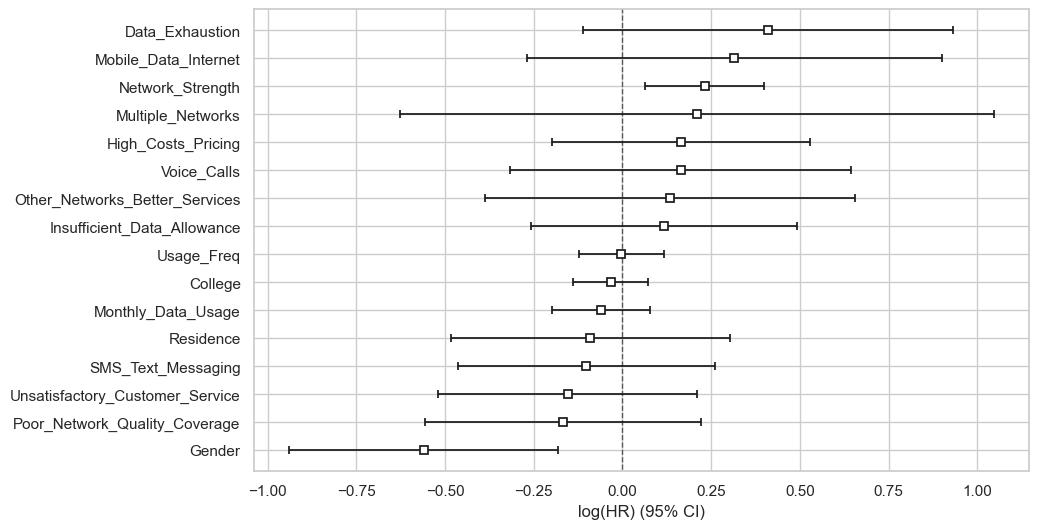 Data_Exhaustion
Mobile_Data_Internet
Network_Strength
Multiple_Networks
High_Costs_Pricing
Voice_Calls
Other_Networks_Better_Services
Insufficient_Data_Allowance
Usage_Freq
College
Monthly_Data_Usage
Residence
SMS_Text_Messaging
Unsatisfactory_Customer_Service
Poor_Network_Quality_Coverage
Gender
−1.00 −0.75 −0.50 −0.25 0.00 0.25 0.50 0.75 1.00
log(HR) (95% CI)